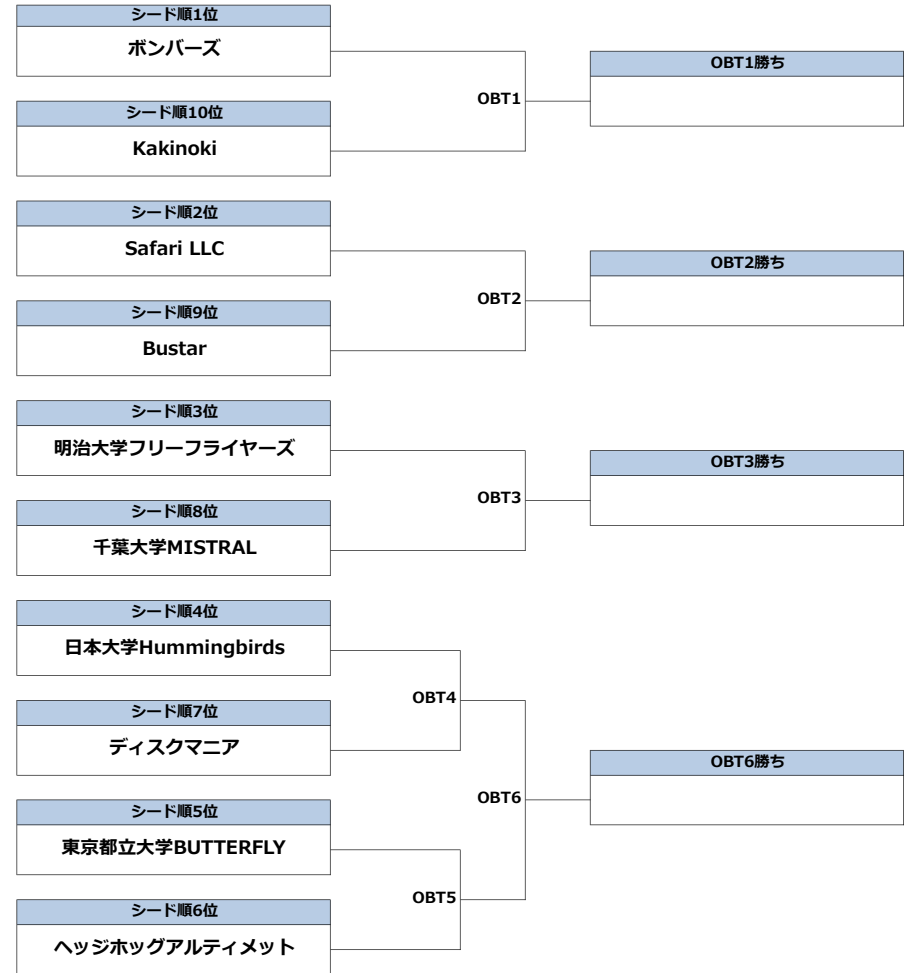 シード順1位
ボンバーズ
OBT1勝ち
OBT1
シード順10位
Kakinoki
シード順2位
Safari LLC
OBT2勝ち
OBT2
シード順9位
Bustar
シード順3位
明治大学フリーフライヤーズ
OBT3勝ち
OBT3
シード順8位
千葉大学MISTRAL
シード順4位
日本大学Hummingbirds
OBT4
シード順7位
ディスクマニア
OBT6勝ち
OBT6
シード順5位
東京都立大学BUTTERFLY
OBT5
シード順6位
ヘッジホッグアルティメット